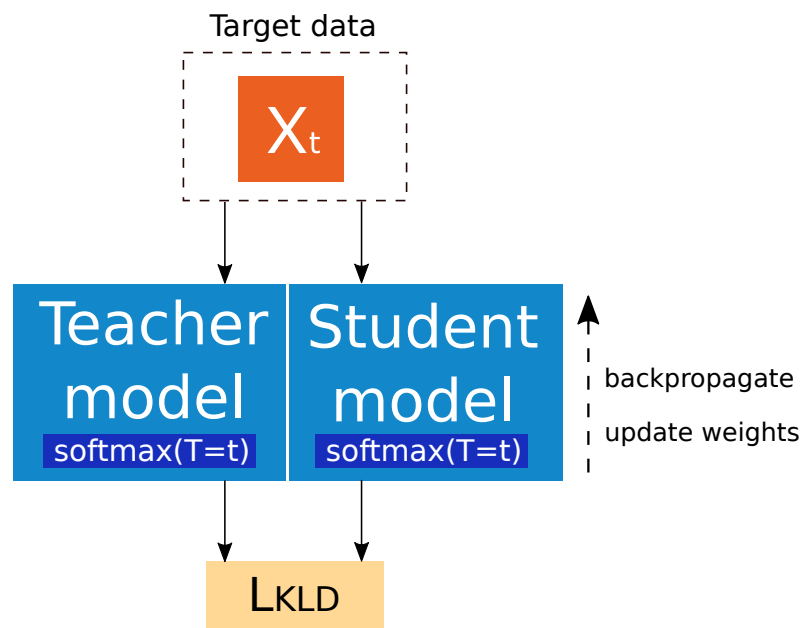 Target data
Xt
Teacher
model
softmax(T=t)
Student
model
softmax(T=t)
backpropagate
update weights
LKLD